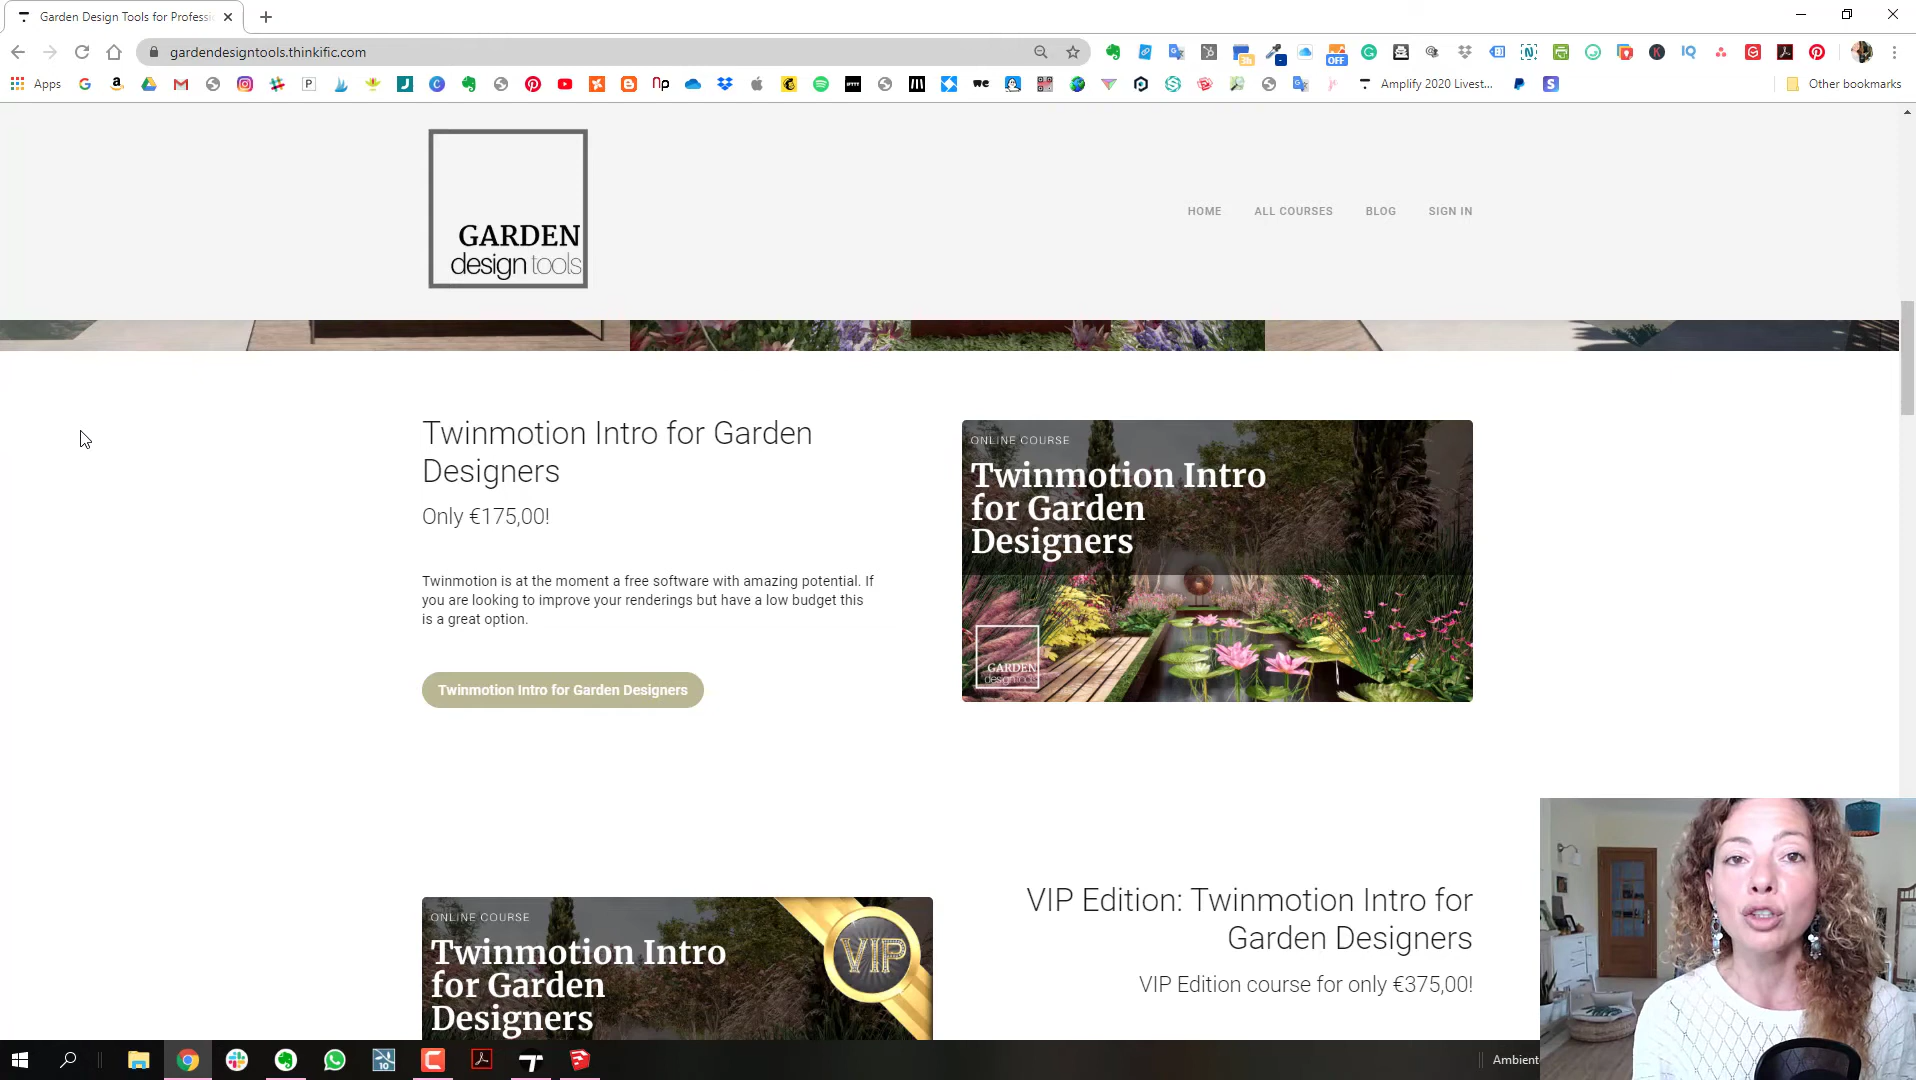 Garden Design Tools for Professi
gardendesigntools.thinkific.com
OFF
Apps
Amplify 2020 Livest...
Other bookmarks
GARDEN
design tools
HOME
ALL COURSES
BLOG
SIGN IN
Twinmotion Intro for Garden
Designers
Only €175,00!
Twinmotion is at the moment a free software with amazing potential. If
you are looking to improve your renderings but have a low budget this
is a great option.
Twinmotion Intro for Garden Designers
ONLINE COURSE
Twinmotion Intro
for Garden
Designers
GARDEN
design tools
ONLINE COURSE
Twinmotion Intro
for Garden
Designers
VIP
VIP Edition: Twinmotion Intro for
Garden Designers
VIP Edition course for only €375,00!
Ambient